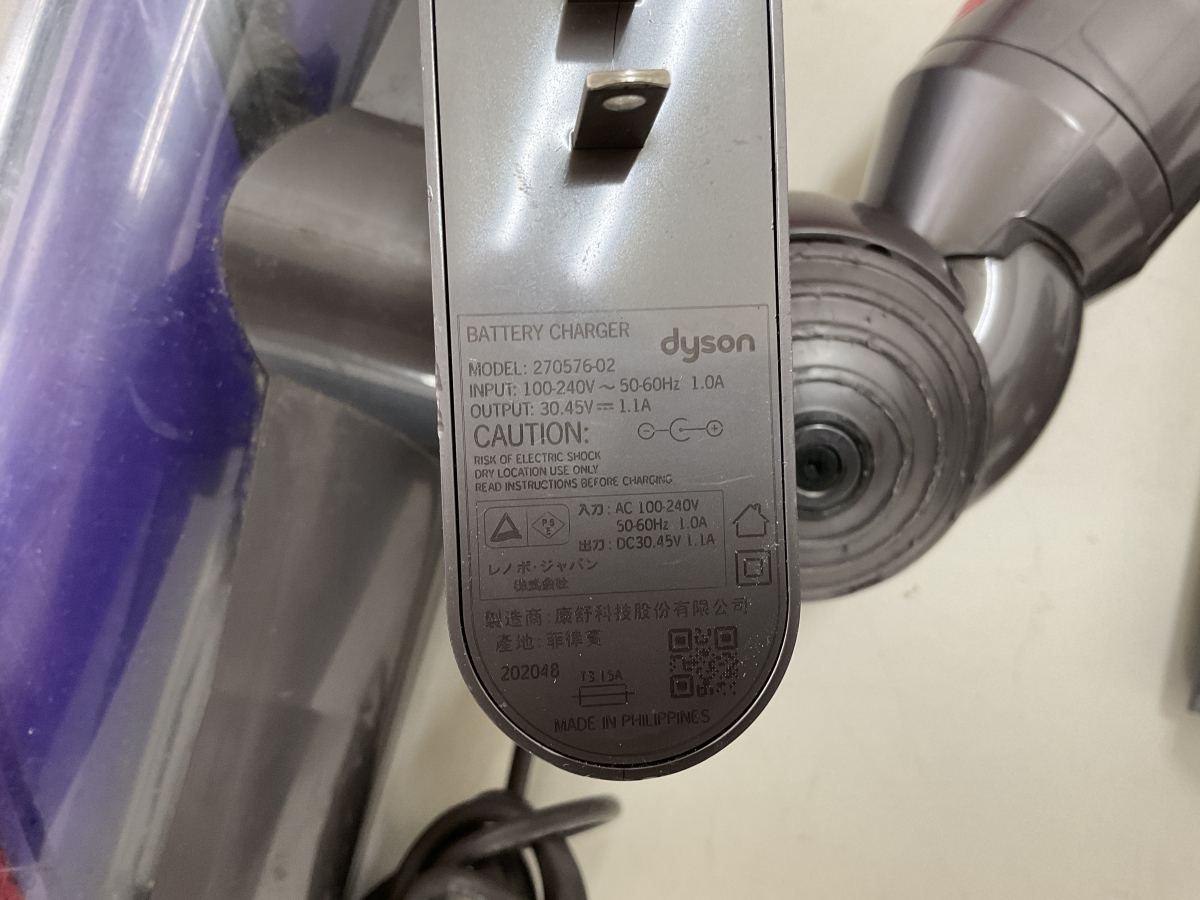 BATTERY CHARGER
dyson
MODEL: 270576-02
INPUT: 100-240V ~ 50-60Hz 1.0A
OUTPUT: 30.45V⎓1.1A
CAUTION:
RISK OF ELECTRIC SHOCK
DRY LOCATION USE ONLY
READ INSTRUCTIONS BEFORE CHARGING
PSE
入力: AC 100-240V
50-60Hz 1.0A
出力: DC30.45V 1.1A
レノボ・ジャパン
株式会社
製造商:康舒科技股份有限公司
產地:菲律賓
202048
T3.15A
MADE IN PHILIPPINES